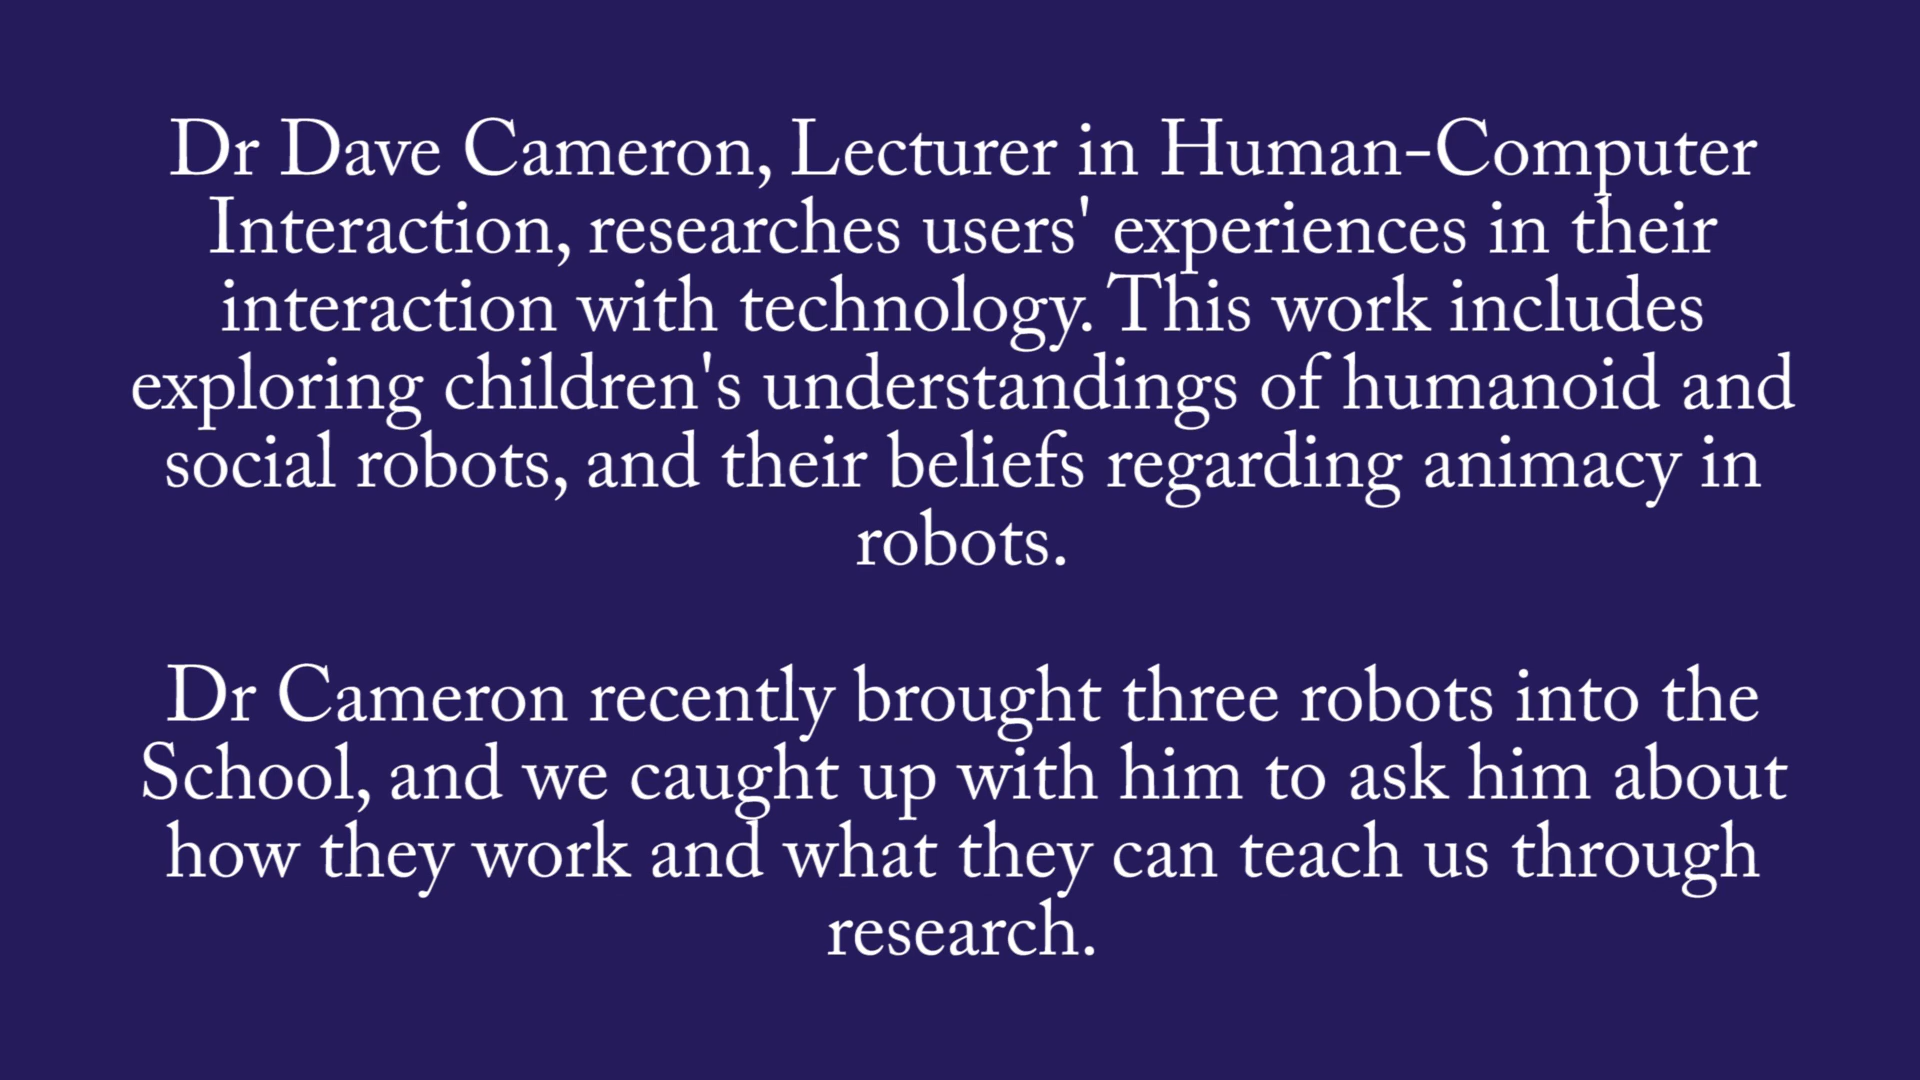 Dr Dave Cameron, Lecturer in Human-Computer
Interaction, researches users' experiences in their
interaction with technology. This work includes
exploring children's understandings of humanoid and
social robots, and their beliefs regarding animacy in
robots.
Dr Cameron recently brought three robots into the
School, and we caught up with him to ask him about
how they work and what they can teach us through
research.